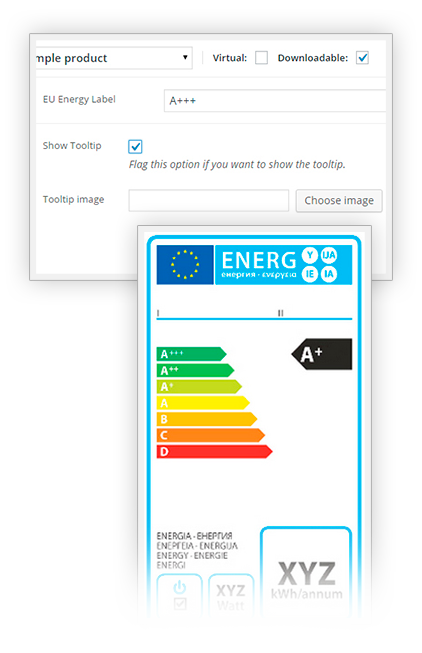 mple product Virtual: Downloadable:
EU Energy Label A+++
Show Tooltip
Flag this option if you want to show the tooltip.
Tooltip image Choose image
ENERG Y IJA
енергия · ενεργεια IE IA
I II
A+++ A+
A++
A+
A
B
C
D
ENERGIA · ЕНЕРГИЯ
ΕΝΕΡΓΕΙΑ · ENERGIJA
ENERGY · ENERGIE
ENERGI
XYZ
kWh/annum
XYZ
Watt